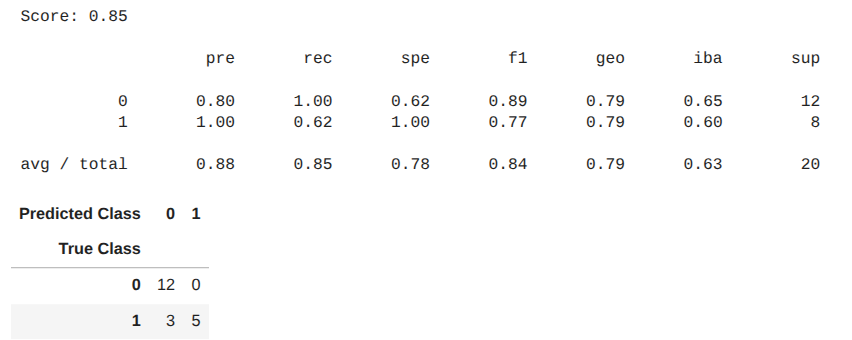 Score: 0.85
pre rec spe f1 geo iba sup
0 0.80 1.00 0.62 0.89 0.79 0.65 12
1 1.00 0.62 1.00 0.77 0.79 0.60 8
avg / total 0.88 0.85 0.78 0.84 0.79 0.63 20
Predicted Class 0 1
True Class
0 12 0
1 3 5